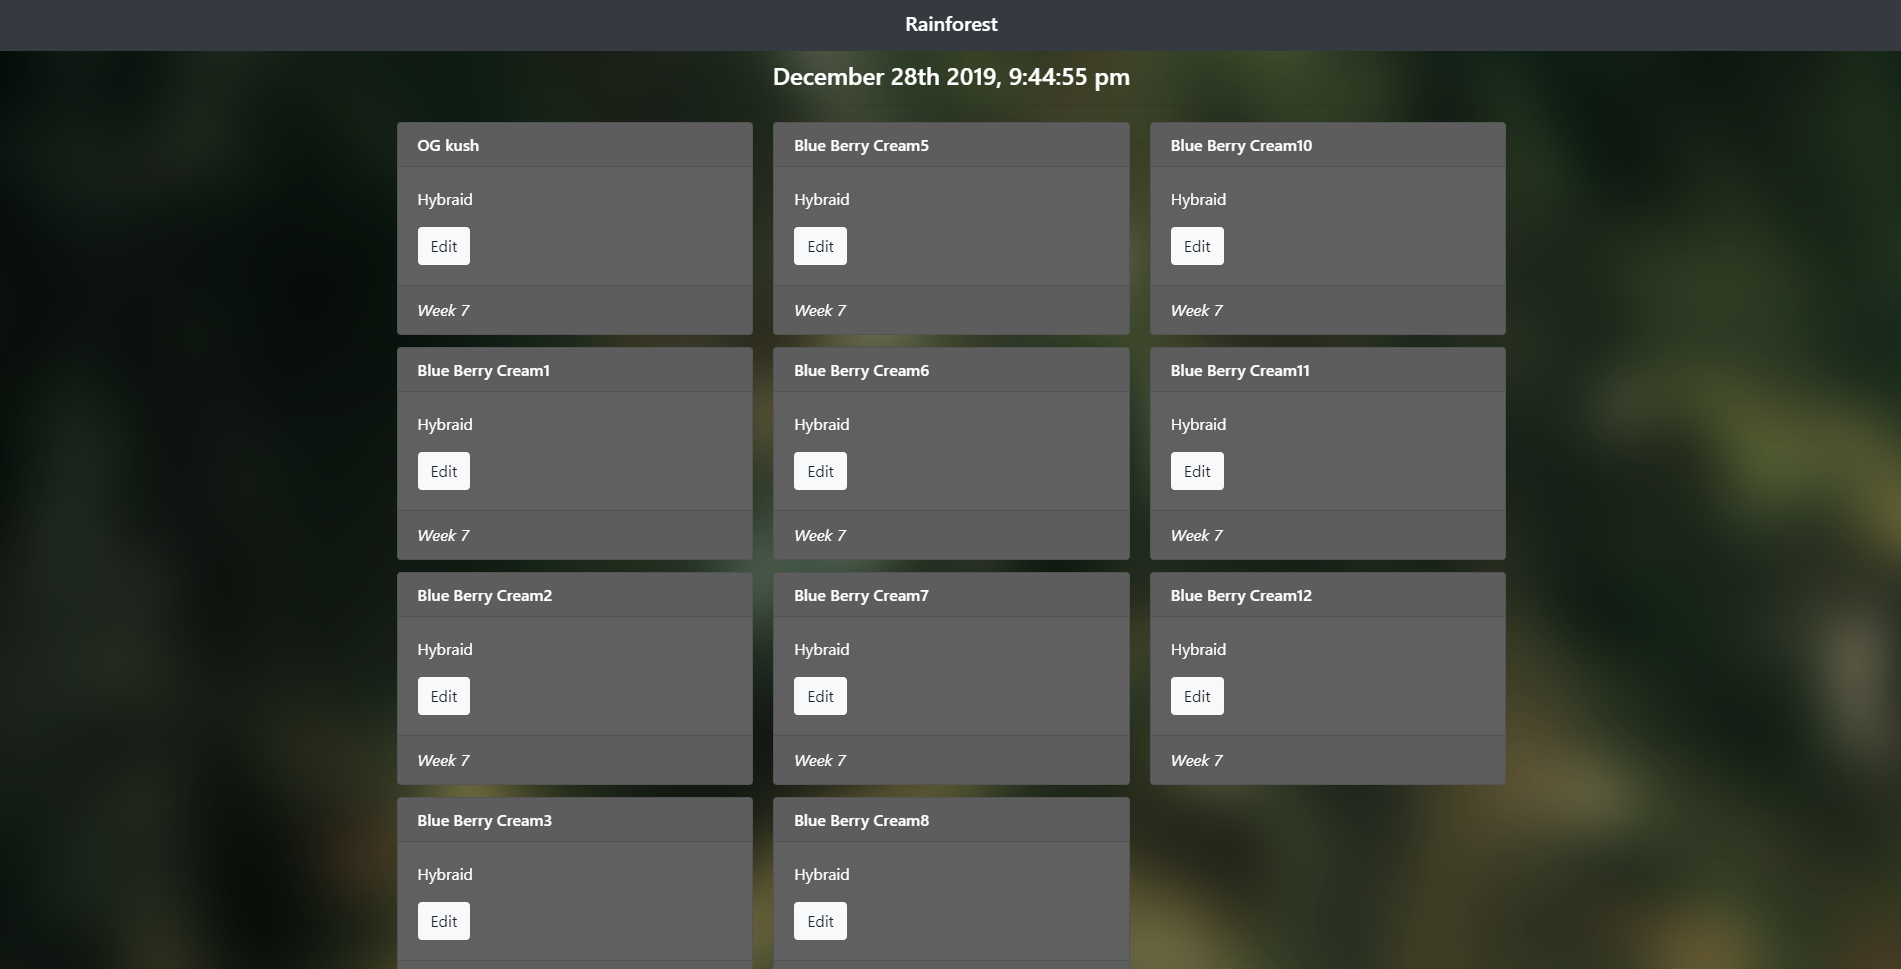 Rainforest
December 28th 2019, 9:44:55 pm
OG kush
Hybraid
Edit
Week 7
Blue Berry Cream1
Hybraid
Edit
Week 7
Blue Berry Cream2
Hybraid
Edit
Week 7
Blue Berry Cream3
Hybraid
Edit
Blue Berry Cream5
Hybraid
Edit
Week 7
Blue Berry Cream6
Hybraid
Edit
Week 7
Blue Berry Cream7
Hybraid
Edit
Week 7
Blue Berry Cream8
Hybraid
Edit
Blue Berry Cream10
Hybraid
Edit
Week 7
Blue Berry Cream11
Hybraid
Edit
Week 7
Blue Berry Cream12
Hybraid
Edit
Week 7